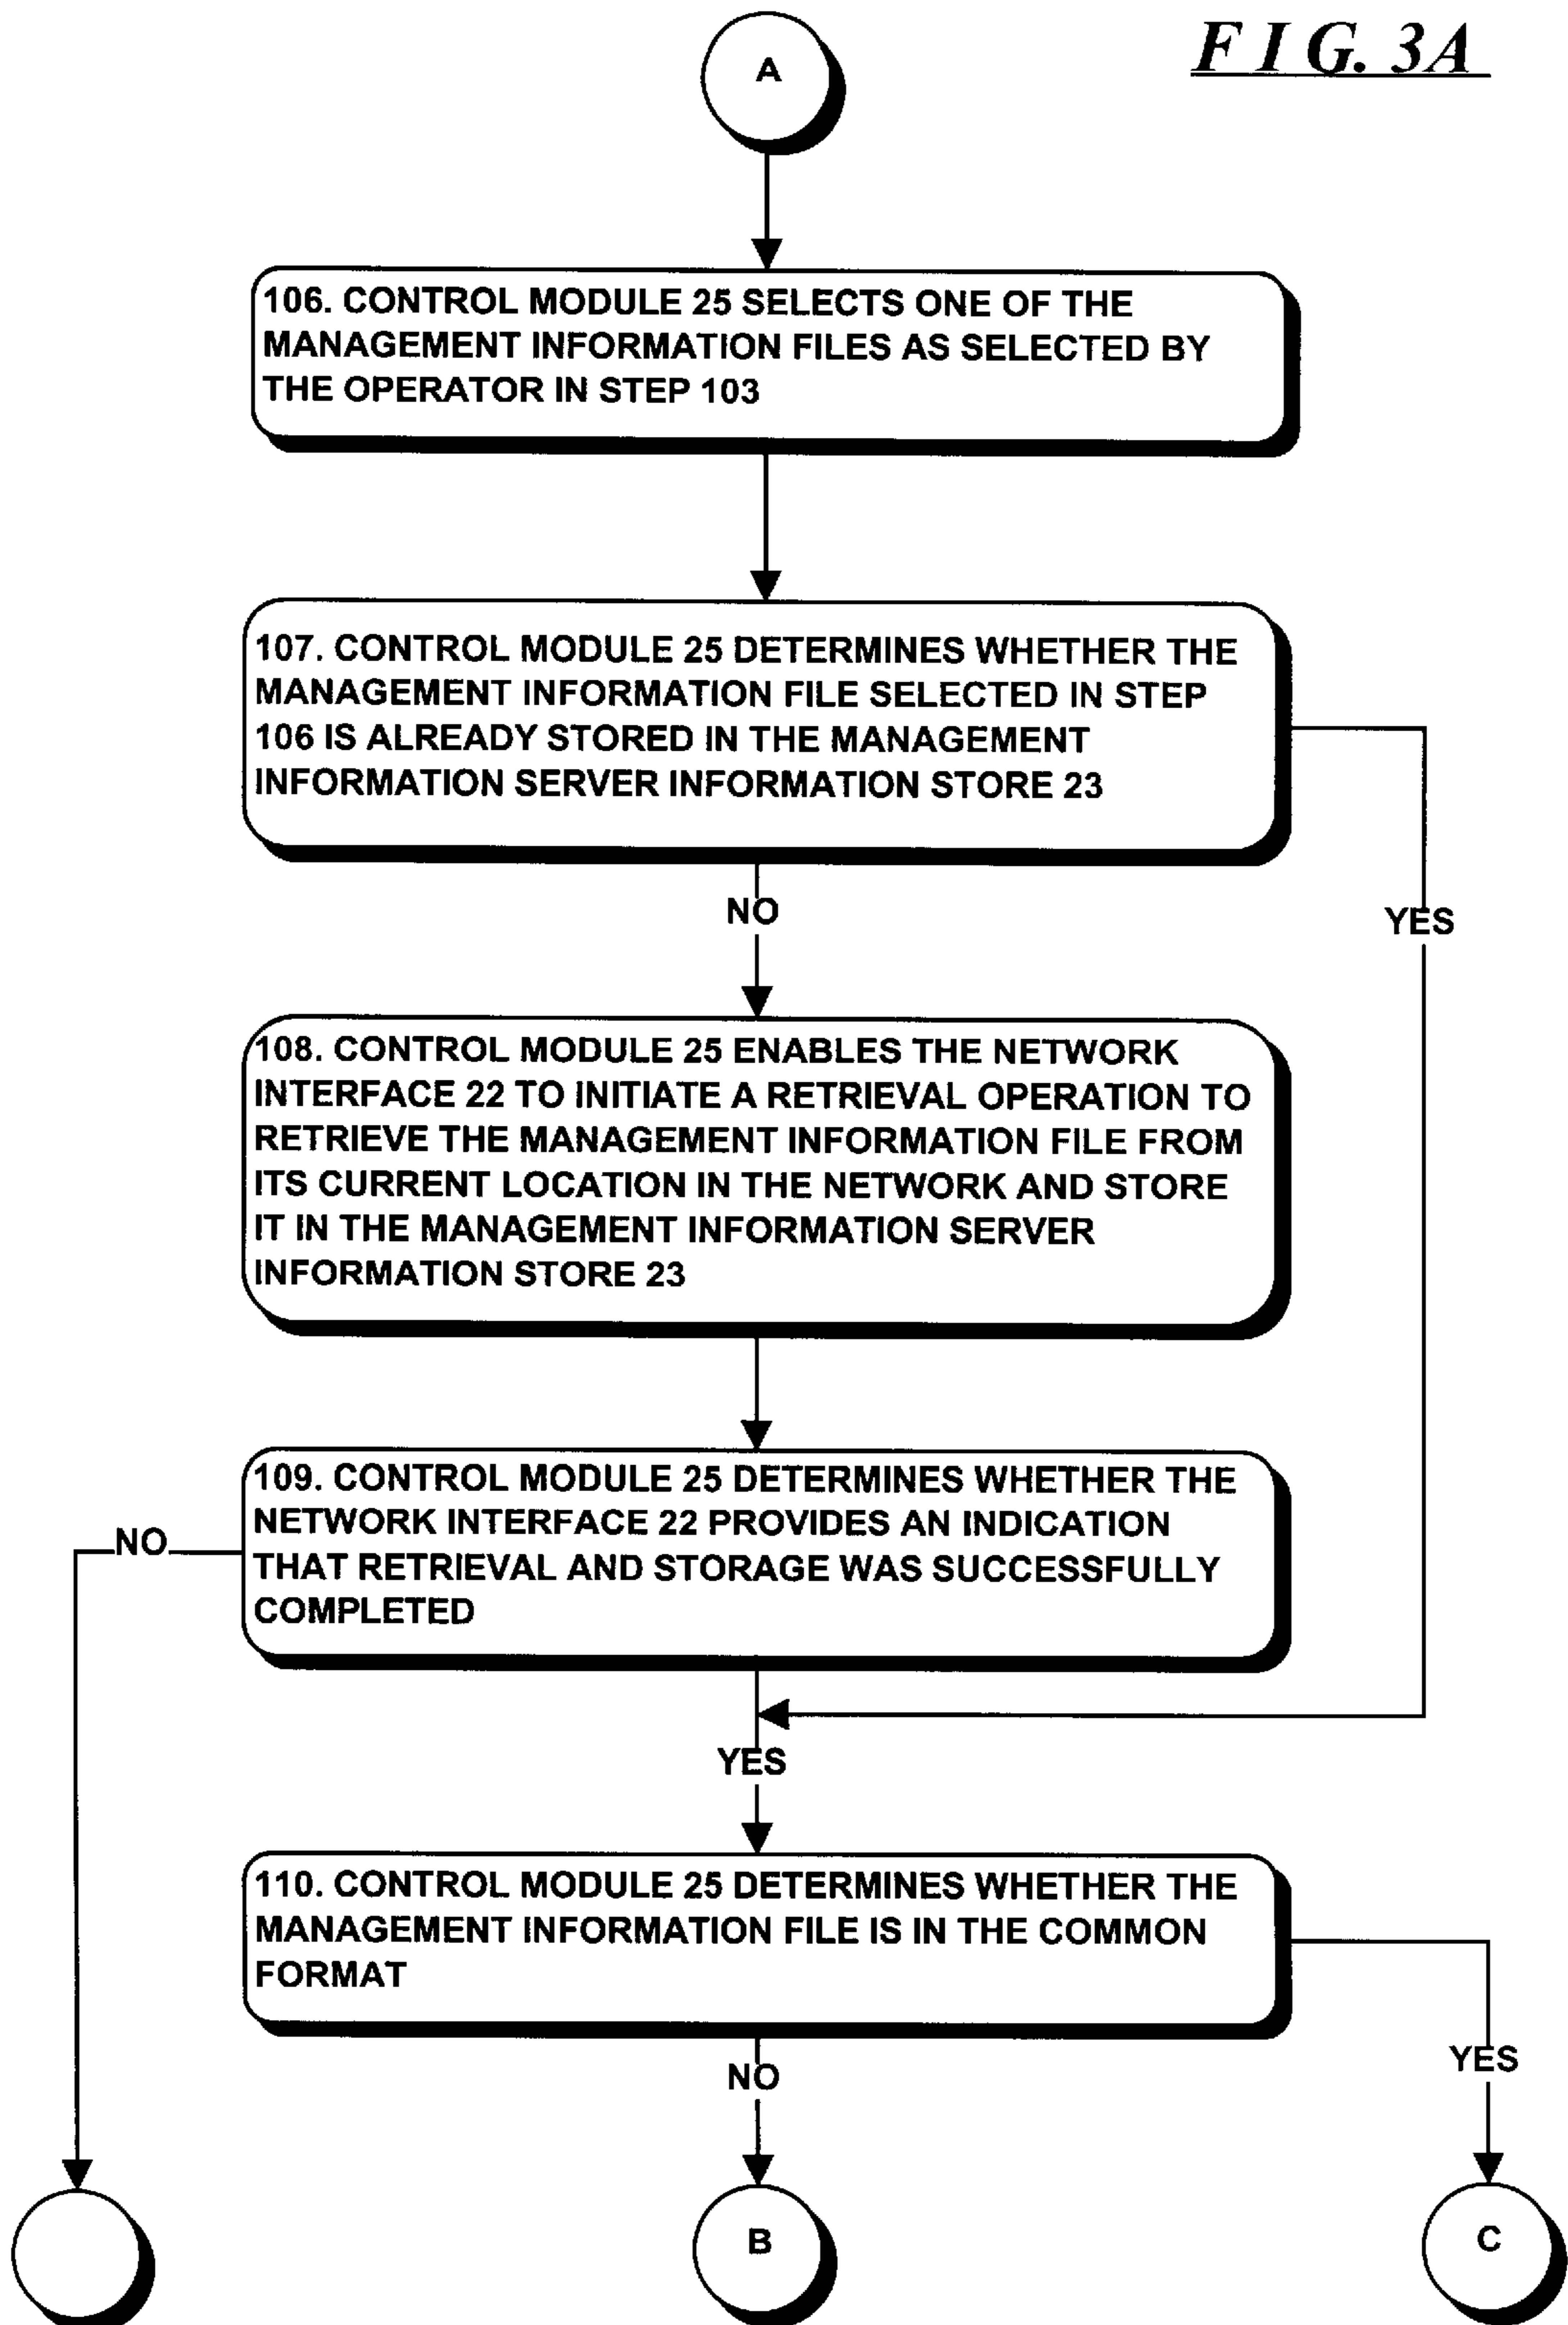 FIG. 3A
A
106. CONTROL MODULE 25 SELECTS ONE OF THE
MANAGEMENT INFORMATION FILES AS SELECTED BY
THE OPERATOR IN STEP 103
107. CONTROL MODULE 25 DETERMINES WHETHER THE
MANAGEMENT INFORMATION FILE SELECTED IN STEP
106 IS ALREADY STORED IN THE MANAGEMENT
INFORMATION SERVER INFORMATION STORE 23
NO
YES
108. CONTROL MODULE 25 ENABLES THE NETWORK
INTERFACE 22 TO INITIATE A RETRIEVAL OPERATION TO
RETRIEVE THE MANAGEMENT INFORMATION FILE FROM
ITS CURRENT LOCATION IN THE NETWORK AND STORE
IT IN THE MANAGEMENT INFORMATION SERVER
INFORMATION STORE 23
109. CONTROL MODULE 25 DETERMINES WHETHER THE
NETWORK INTERFACE 22 PROVIDES AN INDICATION
THAT RETRIEVAL AND STORAGE WAS SUCCESSFULLY
COMPLETED
NO
YES
110. CONTROL MODULE 25 DETERMINES WHETHER THE
MANAGEMENT INFORMATION FILE IS IN THE COMMON
FORMAT
NO
YES
B
C